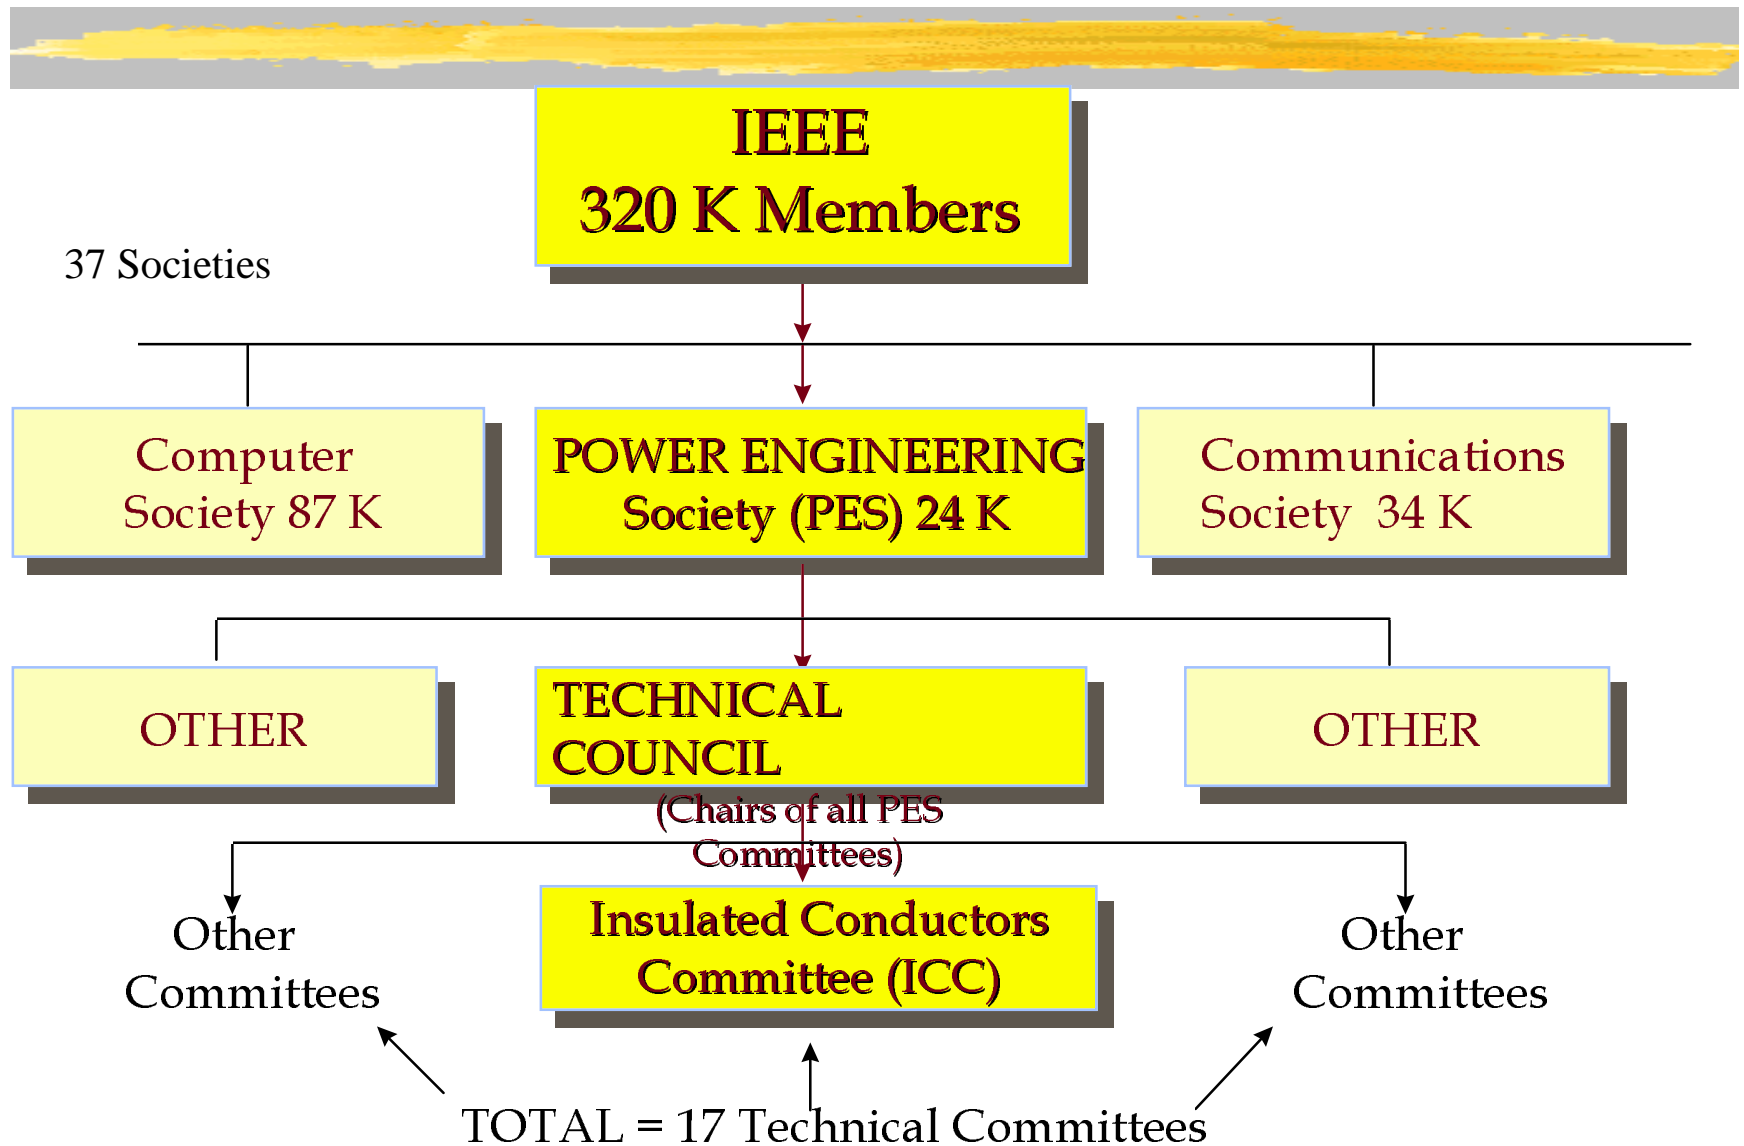 IEEE
320 K Members
37 Societies
Computer
Society 87 K
POWER ENGINEERING
Society (PES) 24 K
Communications
Society 34 K
OTHER
TECHNICAL
COUNCIL
OTHER
(Chairs of all PES
Committees)
Other
Committees
Insulated Conductors
Committee (ICC)
Other
Committees
TOTAL = 17 Technical Committees